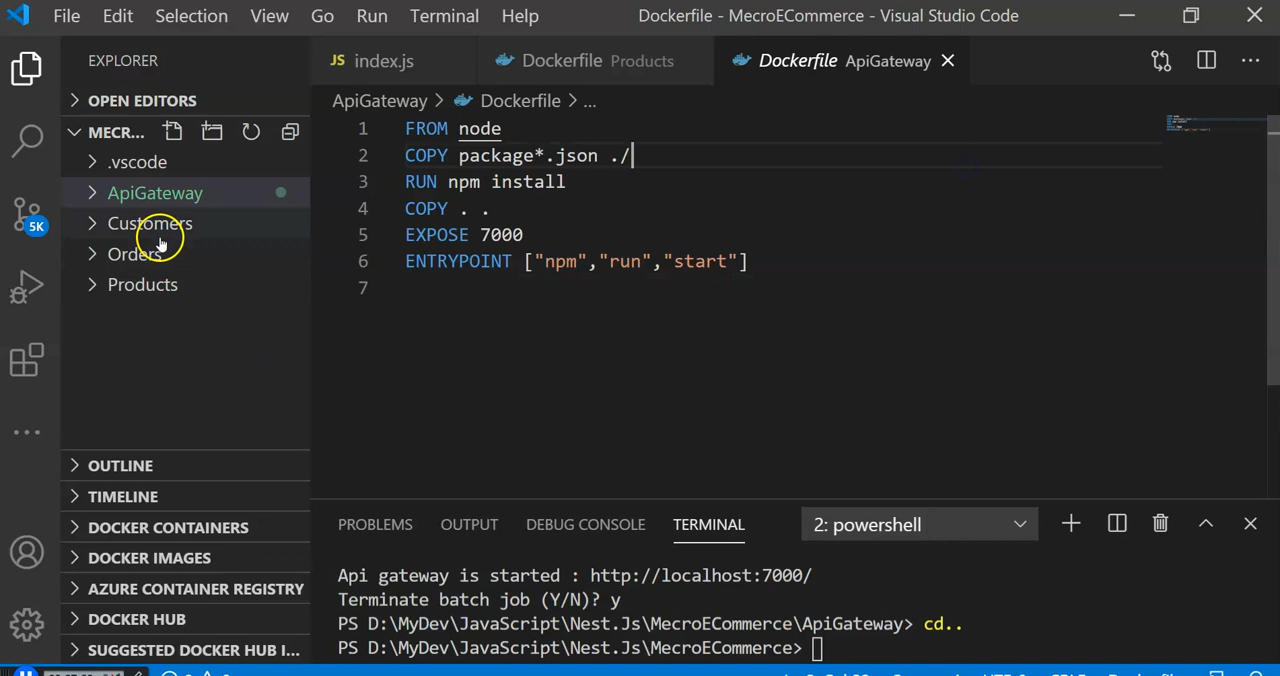 File Edit Selection View Go Run Terminal Help Dockerfile - MecroECommerce - Visual Studio Code
EXPLORER
JS index.js Dockerfile Products Dockerfile ApiGateway
OPEN EDITORS
ApiGateway > Dockerfile > ...
MECR...
.vscode
ApiGateway
Customers
Orders
Products
5K
1 FROM node
2 COPY package*.json ./
3 RUN npm install
4 COPY . .
5 EXPOSE 7000
6 ENTRYPOINT ["npm","run","start"]
7
OUTLINE
TIMELINE
DOCKER CONTAINERS
DOCKER IMAGES
AZURE CONTAINER REGISTRY
DOCKER HUB
SUGGESTED DOCKER HUB I...
PROBLEMS OUTPUT DEBUG CONSOLE TERMINAL 2: powershell
Api gateway is started : http://localhost:7000/
Terminate batch job (Y/N)? y
PS D:\MyDev\JavaScript\Nest.Js\MecroECommerce\ApiGateway> cd..
PS D:\MyDev\JavaScript\Nest.Js\MecroECommerce>